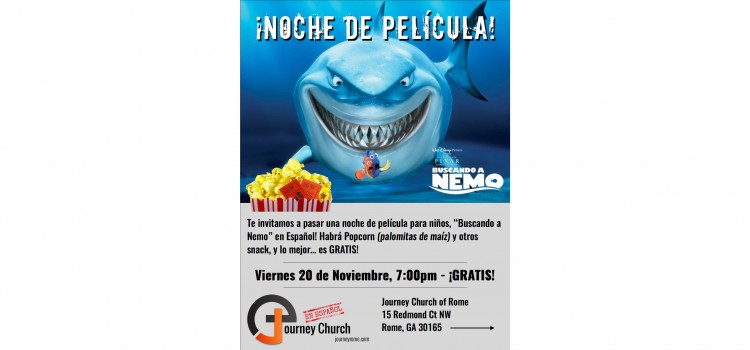 ¡NOCHE DE PELÍCULA!
PIXAR
BUSCANDO A
NEMO
Te invitamos a pasar una noche de película para niños, “Buscando a
Nemo” en Español! Habrá Popcorn (palomitas de maíz) y otros
snack, y lo mejor... es GRATIS!
Viernes 20 de Noviembre, 7:00pm - ¡GRATIS!
EN ESPAÑOL
Journey Church
journeyrome.com
Journey Church of Rome
15 Redmond Ct NW
Rome, GA 30165